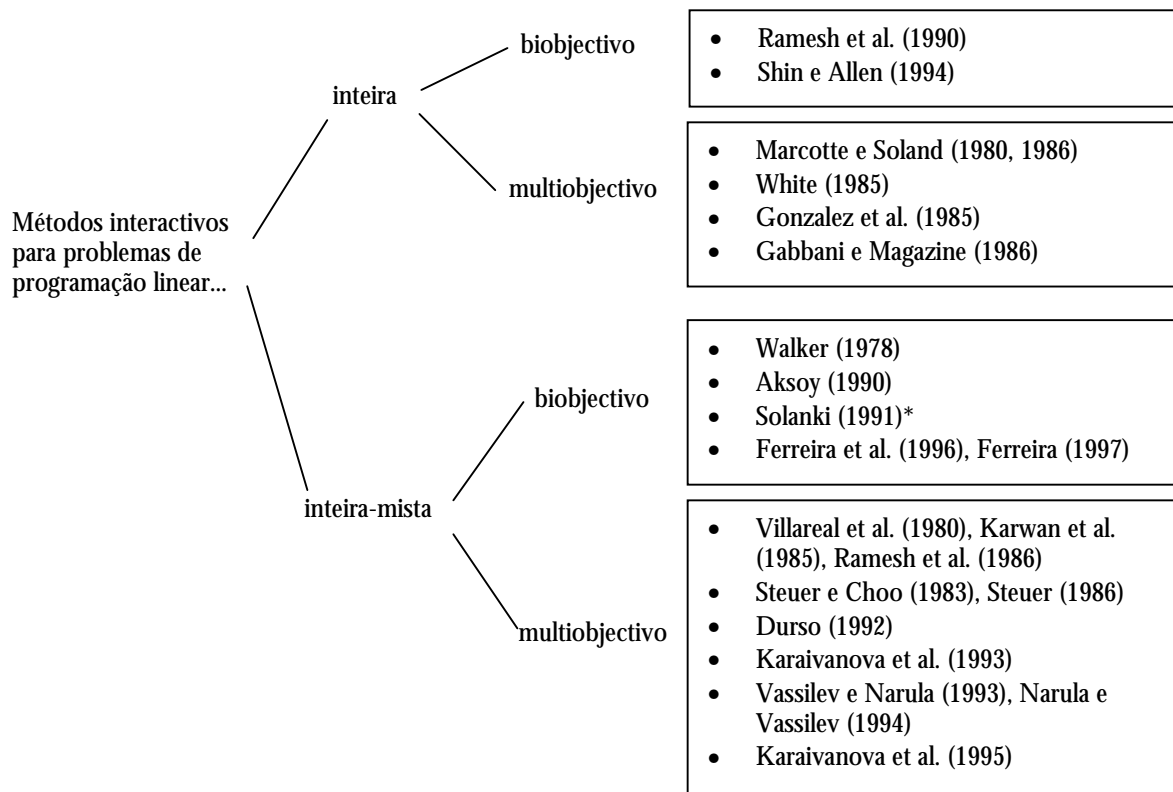 Métodos interactivos
para problemas de
programação linear...
inteira
biobjectivo
• Ramesh et al. (1990)
• Shin e Allen (1994)
multiobjectivo
• Marcotte e Soland (1980, 1986)
• White (1985)
• Gonzalez et al. (1985)
• Gabbani e Magazine (1986)
inteira-mista
biobjectivo
• Walker (1978)
• Aksoy (1990)
• Solanki (1991)*
• Ferreira et al. (1996), Ferreira (1997)
multiobjectivo
• Villareal et al. (1980), Karwan et al.
(1985), Ramesh et al. (1986)
• Steuer e Choo (1983), Steuer (1986)
• Durso (1992)
• Karaivanova et al. (1993)
• Vassilev e Narula (1993), Narula e
Vassilev (1994)
• Karaivanova et al. (1995)